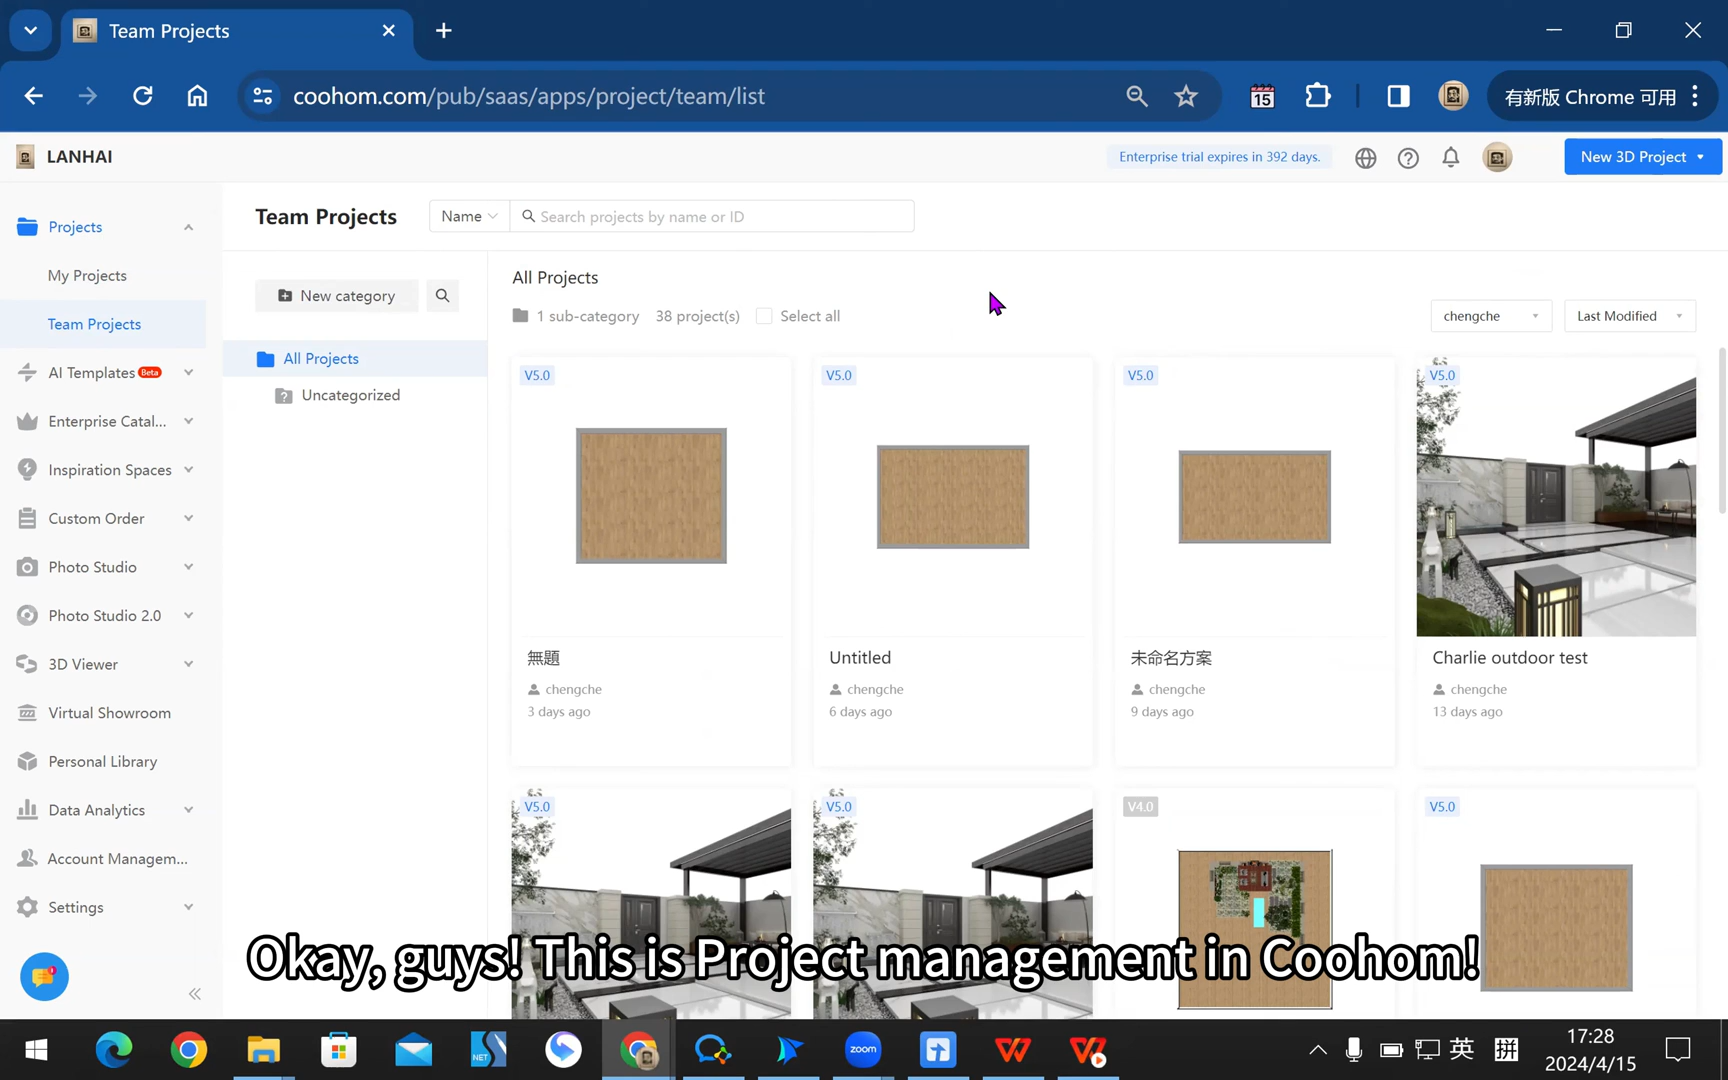 Team Projects
coohom.com/pub/saas/apps/project/team/list
15
有新版 Chrome 可用
LANHAI
Enterprise trial expires in 392 days.
New 3D Project
Projects
My Projects
Team Projects
AI Templates Beta
Enterprise Catal...
Inspiration Spaces
Custom Order
Photo Studio
Photo Studio 2.0
3D Viewer
Virtual Showroom
Personal Library
Data Analytics
Account Managem...
Settings
Team Projects
Name
Search projects by name or ID
New category
All Projects
Uncategorized
All Projects
1 sub-category 38 project(s) Select all
chengche
Last Modified
V5.0
無題
chengche
3 days ago
V5.0
Untitled
chengche
6 days ago
V5.0
未命名方案
chengche
9 days ago
V5.0
Charlie outdoor test
chengche
13 days ago
V5.0
V5.0
V4.0
V5.0
Okay, guys! This is Project management in Coohom!
NET
zoom
英
拼
17:28
2024/4/15